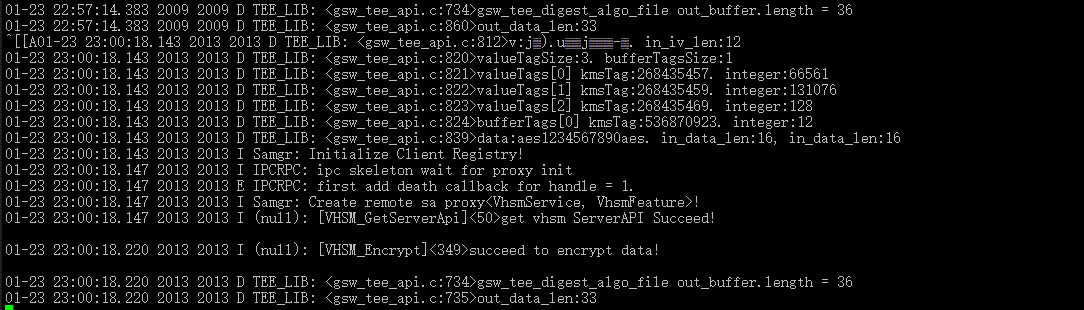 01-23 22:57:14.383 2009 2009 D TEE_LIB: <gsw_tee_api.c:734>gsw_tee_digest_algo_file out_buffer.length = 36
01-23 22:57:14.383 2009 2009 D TEE_LIB: <gsw_tee_api.c:860>out_data_len:33
^[[A01-23 23:00:18.143 2013 2013 D TEE_LIB: <gsw_tee_api.c:812>v: in_iv_len:12
01-23 23:00:18.143 2013 2013 D TEE_LIB: <gsw_tee_api.c:820>valueTagSize:3. bufferTagsSize:1
01-23 23:00:18.143 2013 2013 D TEE_LIB: <gsw_tee_api.c:821>valueTags[0] kmsTag:268435457. integer:66561
01-23 23:00:18.143 2013 2013 D TEE_LIB: <gsw_tee_api.c:822>valueTags[1] kmsTag:268435459. integer:131076
01-23 23:00:18.143 2013 2013 D TEE_LIB: <gsw_tee_api.c:823>valueTags[2] kmsTag:268435469. integer:128
01-23 23:00:18.143 2013 2013 D TEE_LIB: <gsw_tee_api.c:824>bufferTags[0] kmsTag:536870923. integer:12
01-23 23:00:18.143 2013 2013 D TEE_LIB: <gsw_tee_api.c:839>data:aes1234567890aes. in_data_len:16, in_data_len:16
01-23 23:00:18.143 2013 2013 I Samgr: Initialize Client Registry!
01-23 23:00:18.147 2013 2013 I IPCRPC: ipc skeleton wait for proxy init
01-23 23:00:18.147 2013 2013 E IPCRPC: first add death callback for handle = 1.
01-23 23:00:18.147 2013 2013 I Samgr: Create remote sa proxy<VhsmService, VhsmFeature>!
01-23 23:00:18.147 2013 2013 I (null): [VHSM_GetServerApi]<50>get vhsm ServerAPI Succeed!
01-23 23:00:18.220 2013 2013 I (null): [VHSM_Encrypt]<349>succeed to encrypt data!
01-23 23:00:18.220 2013 2013 D TEE_LIB: <gsw_tee_api.c:734>gsw_tee_digest_algo_file out_buffer.length = 36
01-23 23:00:18.220 2013 2013 D TEE_LIB: <gsw_tee_api.c:735>out_data_len:33